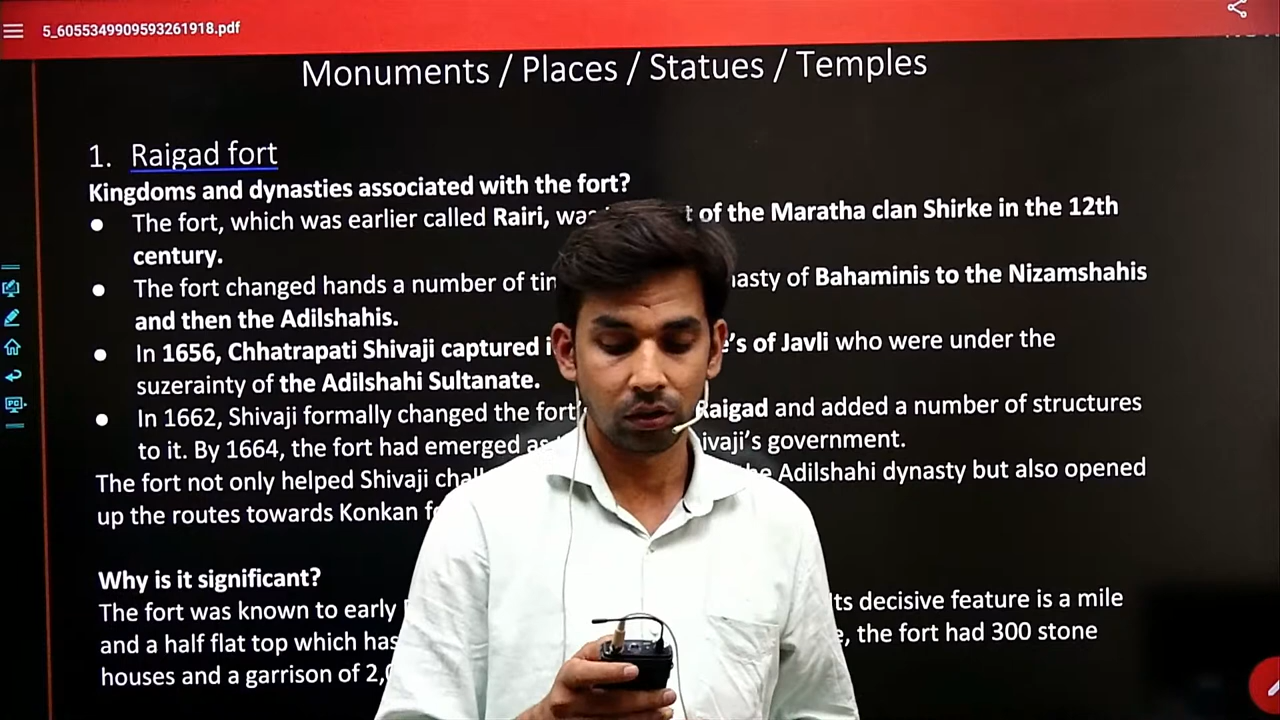 5_6055349909593261918.pdf
Monuments / Places / Statues / Temples
1. Raigad fort
Kingdoms and dynasties associated with the fort?
● The fort, which was earlier called Rairi, was of the Maratha clan Shirke in the 12th
century.
● The fort changed hands a number of of Bahaminis to the Nizamshahis
and then the Adilshahis.
● In 1656, Chhatrapati Shivaji captured of Javli who were under the
suzerainty of the Adilshahi Sultanate.
● In 1662, Shivaji formally changed the fort Raigad and added a number of structures
to it. By 1664, the fort had emerged as government.
The fort not only helped Shivaji Adilshahi dynasty but also opened
up the routes towards Konkan
Why is it significant?
The fort was known to early Its decisive feature is a mile
and a half flat top which has the fort had 300 stone
houses and a garrison of
PC